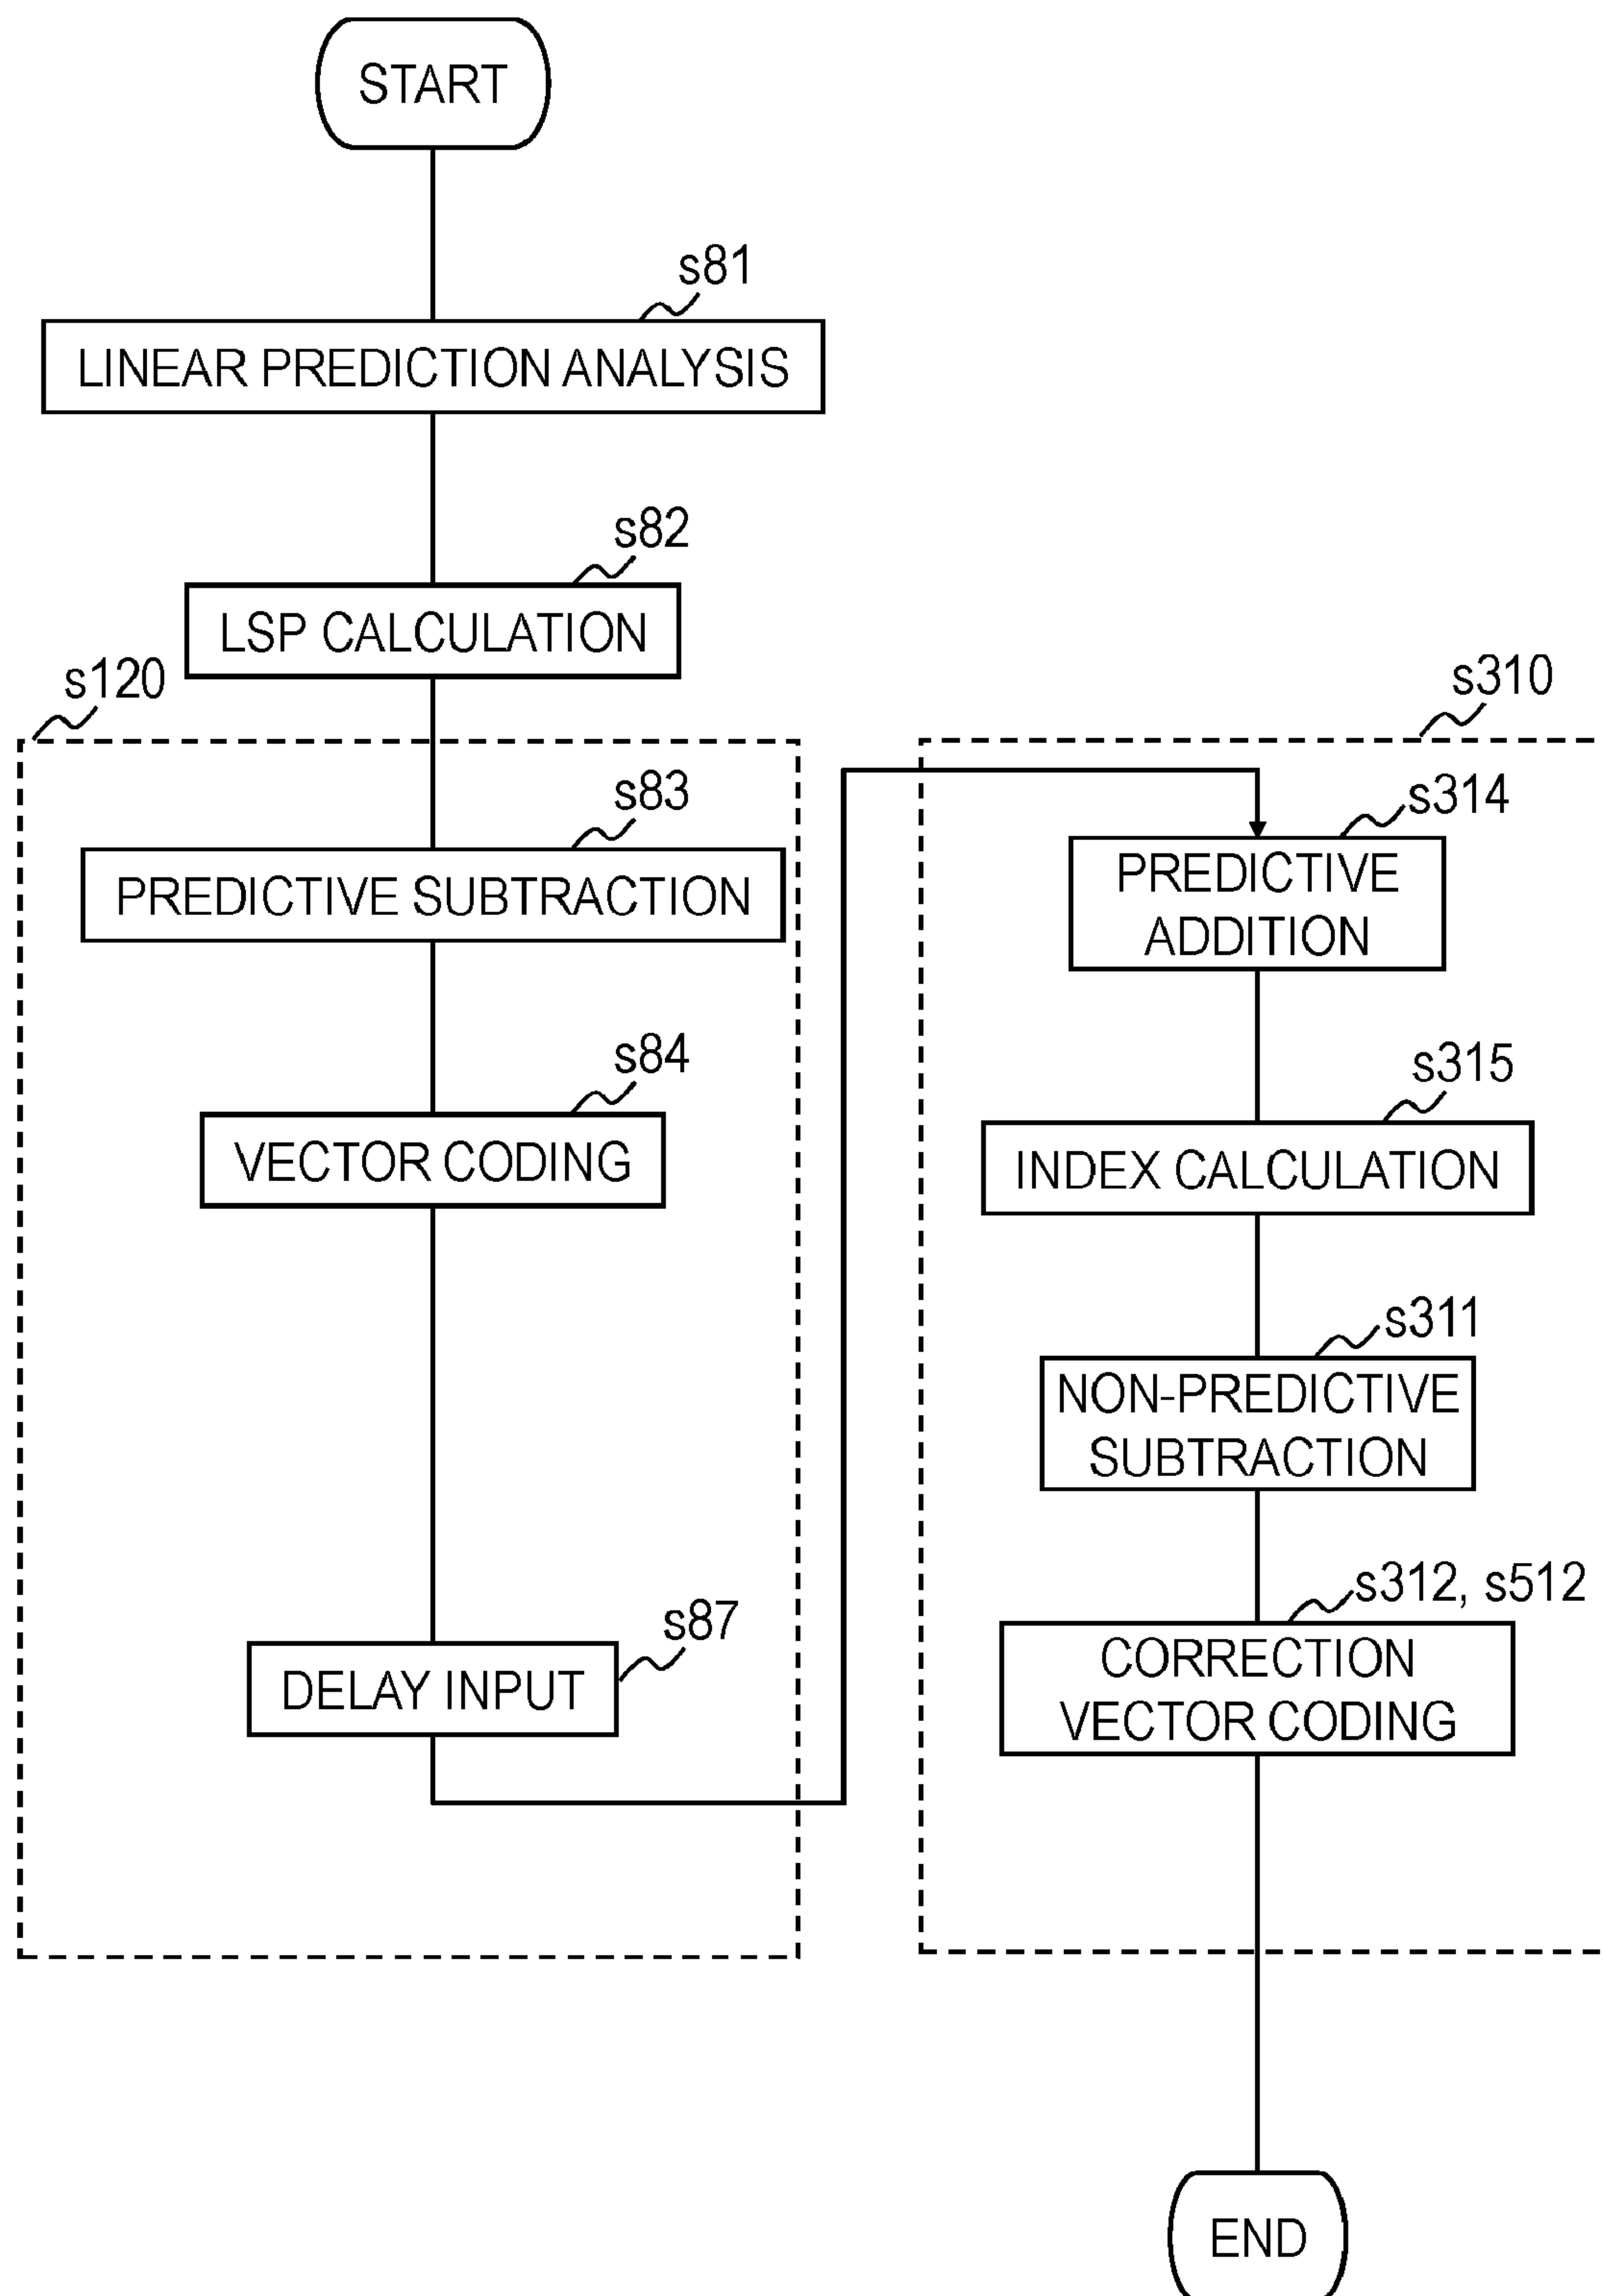 START
s81
LINEAR PREDICTION ANALYSIS
s82
LSP CALCULATION
s120
s83
PREDICTIVE SUBTRACTION
s84
VECTOR CODING
s87
DELAY INPUT
s310
s314
PREDICTIVE
ADDITION
s315
INDEX CALCULATION
s311
NON-PREDICTIVE
SUBTRACTION
s312, s512
CORRECTION
VECTOR CODING
END